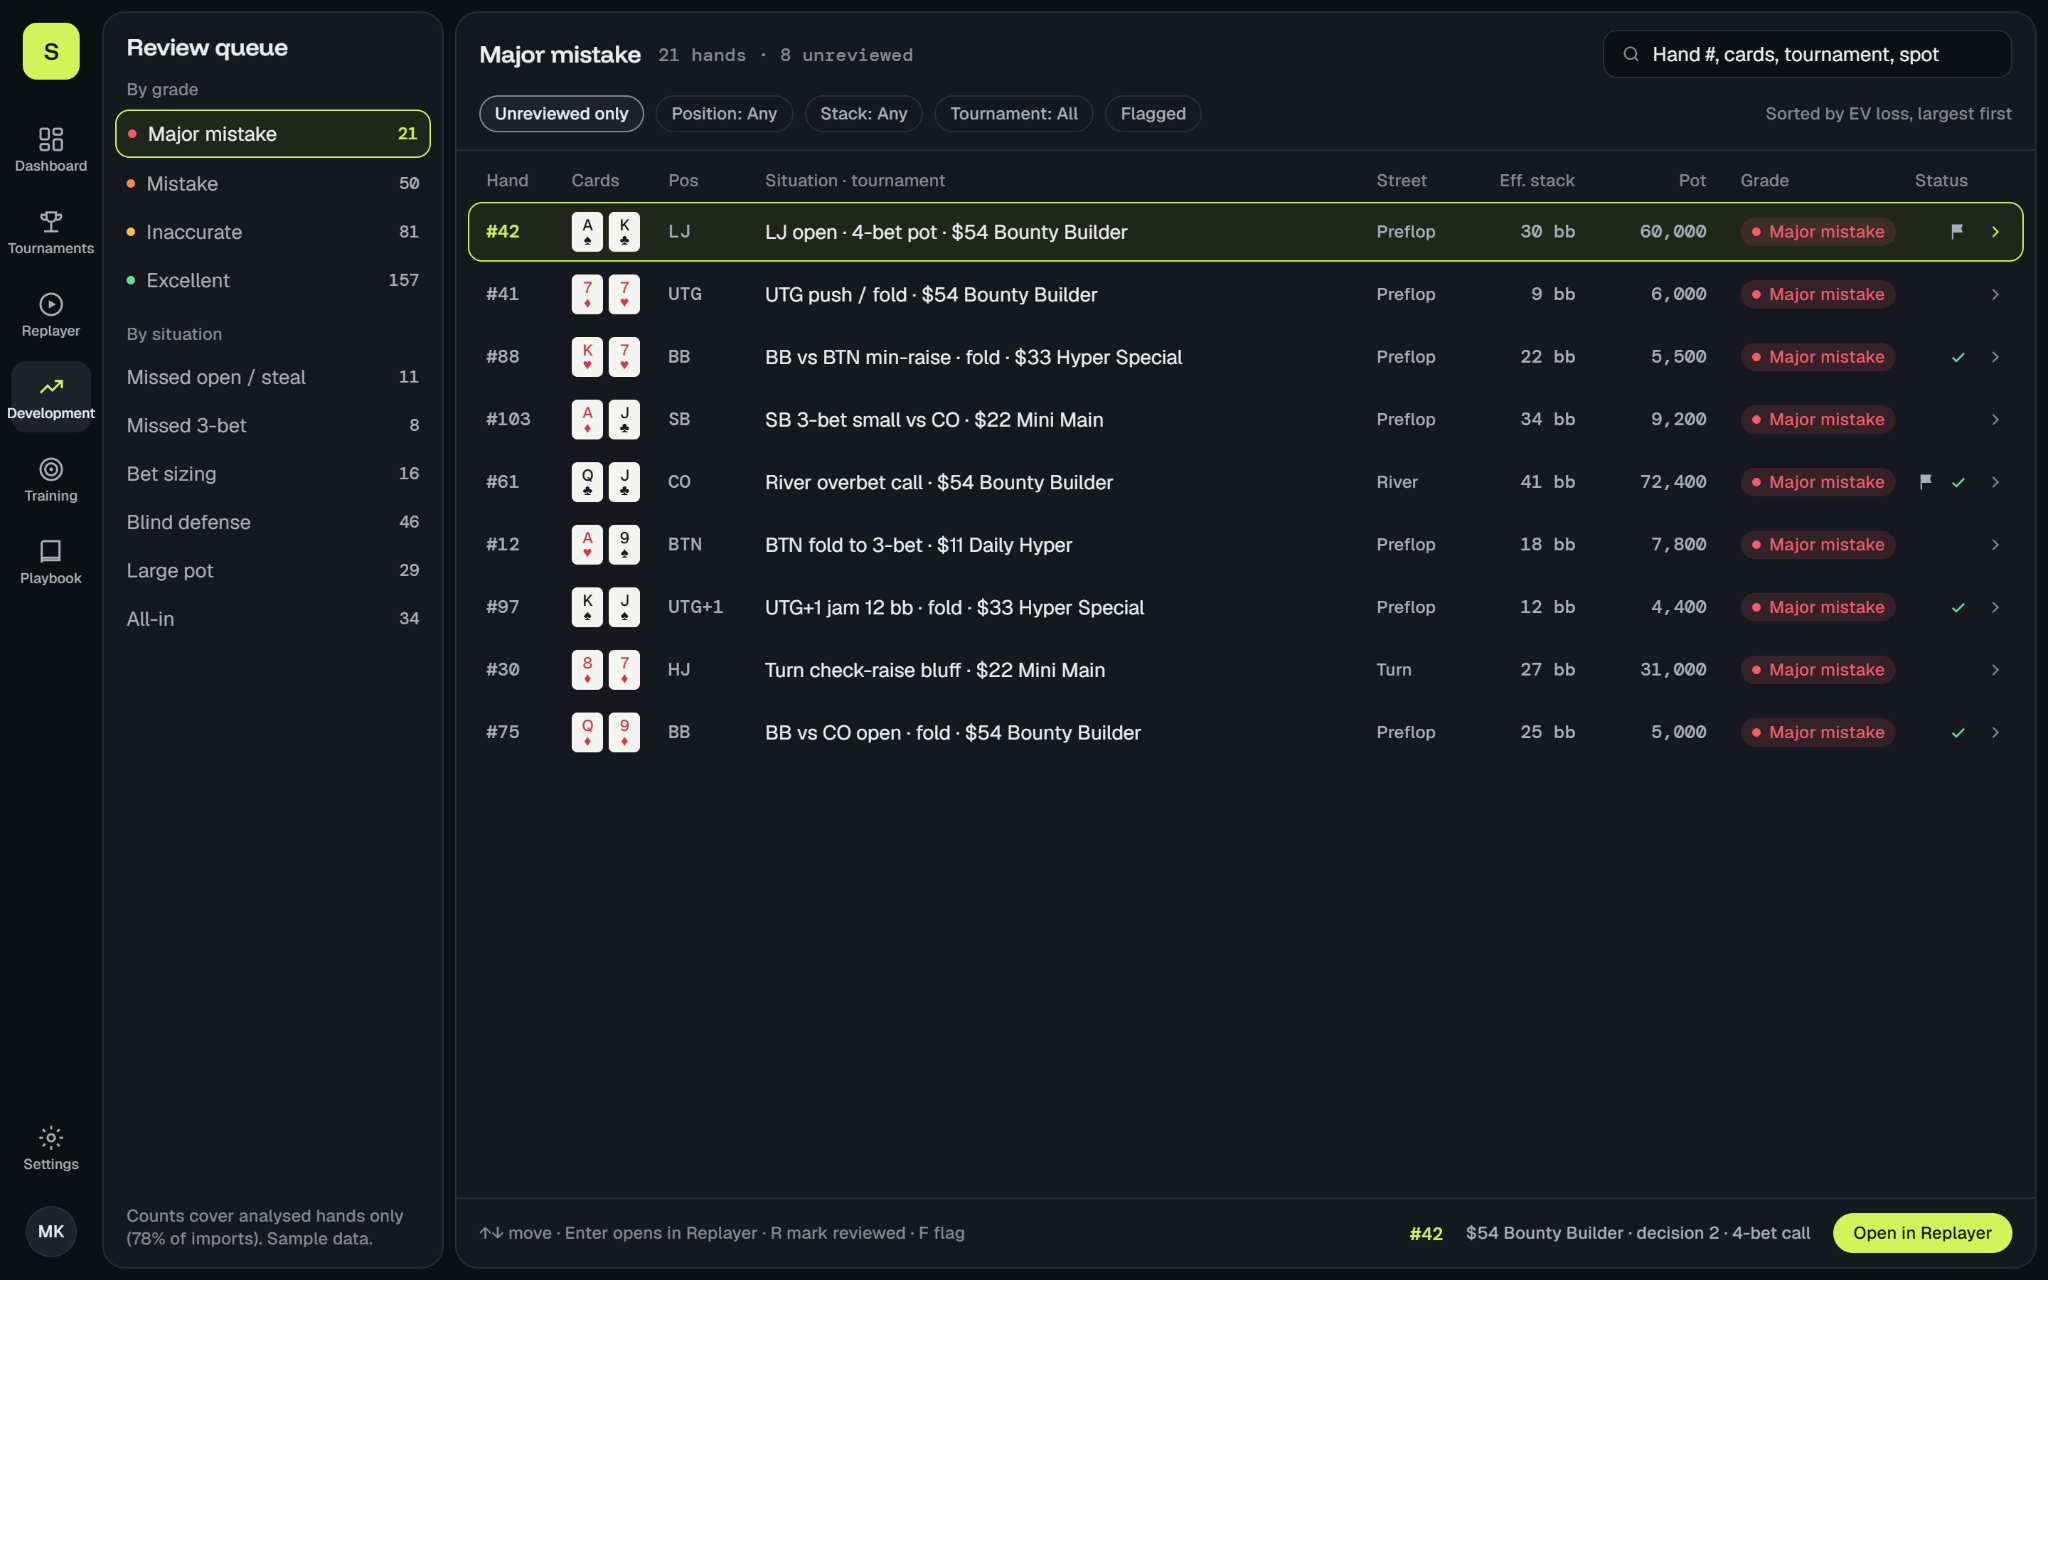 S
Dashboard
Tournaments
Replayer
Development
Training
Playbook
Settings
MK
Review queue
By grade
Major mistake 21
Mistake 50
Inaccurate 81
Excellent 157
By situation
Missed open / steal 11
Missed 3-bet 8
Bet sizing 16
Blind defense 46
Large pot 29
All-in 34
Counts cover analysed hands only
(78% of imports). Sample data.
Major mistake 21 hands · 8 unreviewed
Hand #, cards, tournament, spot
Unreviewed only Position: Any Stack: Any Tournament: All Flagged Sorted by EV loss, largest first
Hand Cards Pos Situation · tournament Street Eff. stack Pot Grade Status
#42 A♠ K♣ LJ LJ open · 4-bet pot · $54 Bounty Builder Preflop 30 bb 60,000 Major mistake
#41 7♦ 7♥ UTG UTG push / fold · $54 Bounty Builder Preflop 9 bb 6,000 Major mistake
#88 K♥ 7♥ BB BB vs BTN min-raise · fold · $33 Hyper Special Preflop 22 bb 5,500 Major mistake ✓
#103 A♦ J♣ SB SB 3-bet small vs CO · $22 Mini Main Preflop 34 bb 9,200 Major mistake
#61 Q♣ J♣ CO River overbet call · $54 Bounty Builder River 41 bb 72,400 Major mistake ✓
#12 A♥ 9♠ BTN BTN fold to 3-bet · $11 Daily Hyper Preflop 18 bb 7,800 Major mistake
#97 K♠ J♠ UTG+1 UTG+1 jam 12 bb · fold · $33 Hyper Special Preflop 12 bb 4,400 Major mistake ✓
#30 8♦ 7♦ HJ Turn check-raise bluff · $22 Mini Main Turn 27 bb 31,000 Major mistake
#75 Q♦ 9♦ BB BB vs CO open · fold · $54 Bounty Builder Preflop 25 bb 5,000 Major mistake ✓
↑↓ move · Enter opens in Replayer · R mark reviewed · F flag
#42 $54 Bounty Builder · decision 2 · 4-bet call Open in Replayer